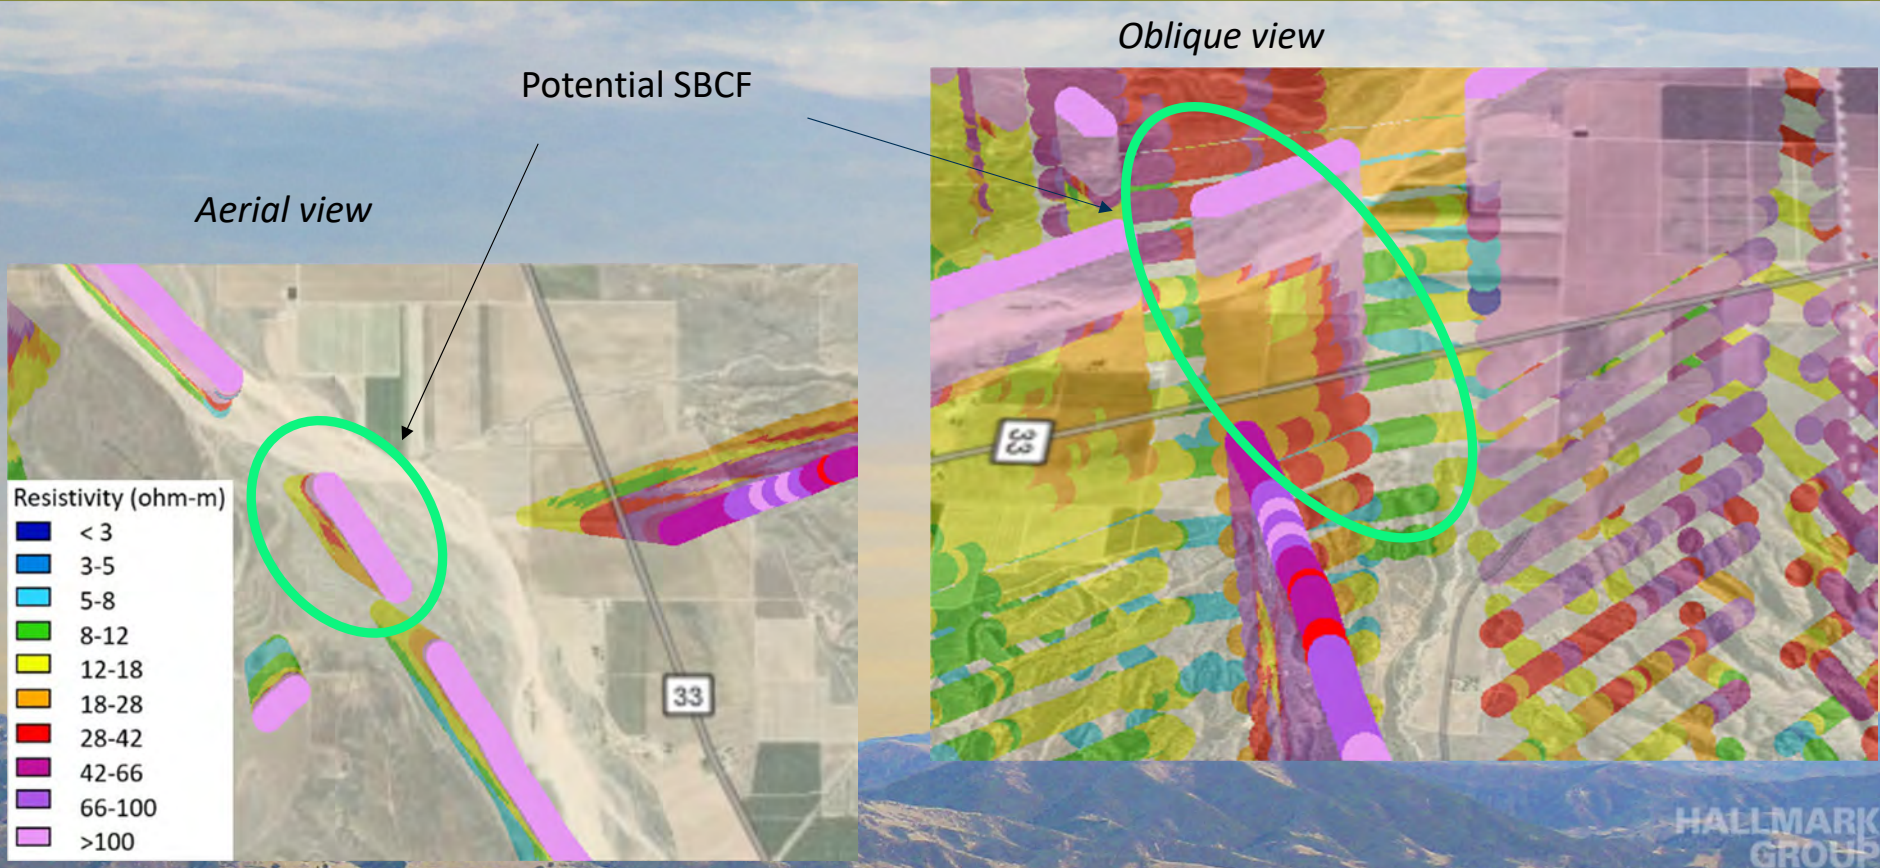 Oblique view
Potential SBCF
Aerial view
Resistivity (ohm-m)
< 3
3-5
5-8
8-12
12-18
18-28
28-42
42-66
66-100
>100
33
33
HALLMARK
GROUP